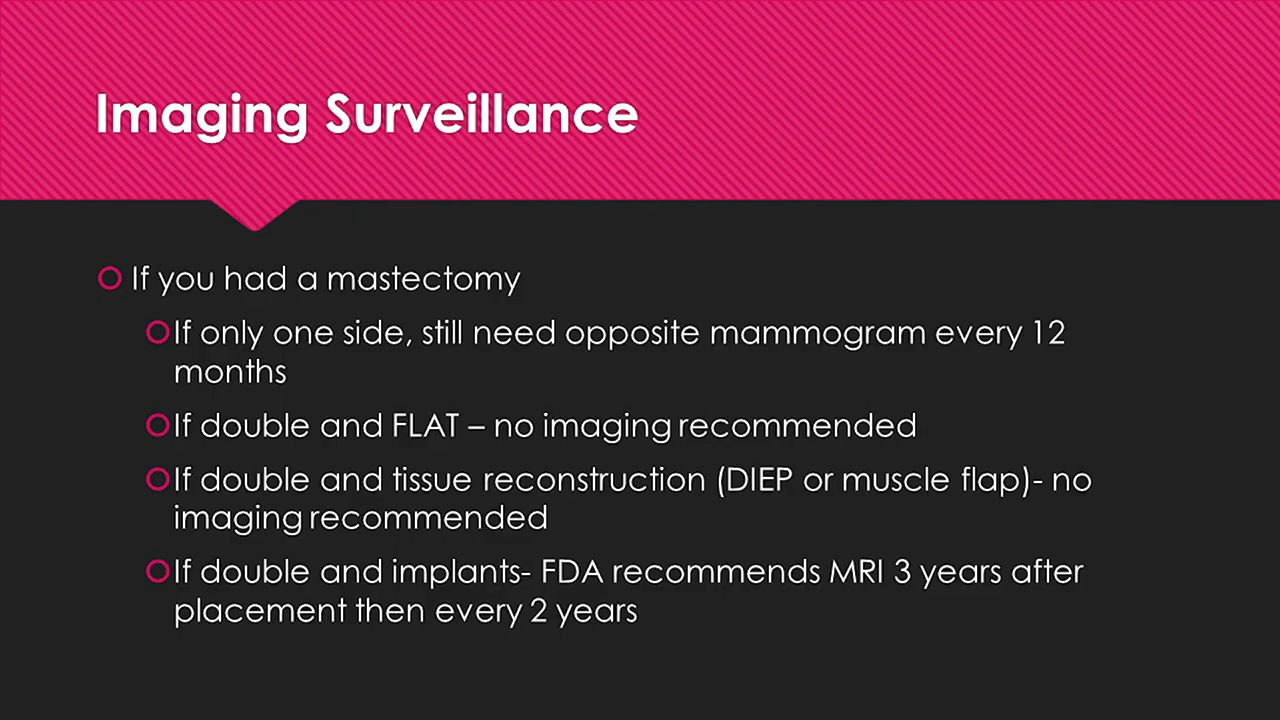 Imaging Surveillance
If you had a mastectomy
If only one side, still need opposite mammogram every 12
months
If double and FLAT – no imaging recommended
If double and tissue reconstruction (DIEP or muscle flap)- no
imaging recommended
If double and implants- FDA recommends MRI 3 years after
placement then every 2 years